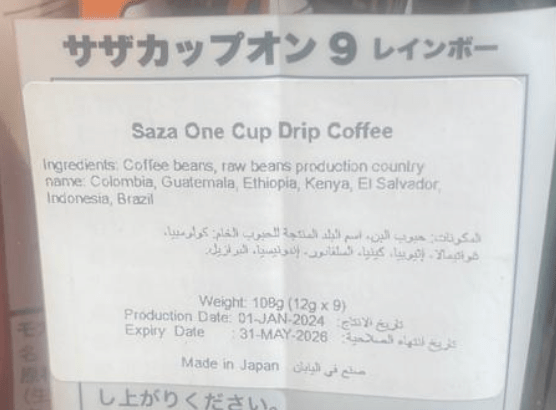 サザカップオン 9 レインボー
Saza One Cup Drip Coffee
Ingredients: Coffee beans, raw beans production country
name: Colombia, Guatemala, Ethiopia, Kenya, El Salvador,
Indonesia, Brazil
المكونات: حبوب البن، اسم البلد المنتجة للحبوب الخام: كولومبيا،
غواتيمالا، إثيوبيا، كينيا، السلفادور، إندونيسيا، البرازيل.
Weight: 108g (12g x 9)
Production Date: 01-JAN-2024 تاريخ الانتاج:
Expiry Date : 31-MAY-2026 تاريخ انتهاء الصلاحية:
Made in Japan صنع في اليابان
名
原
し上がりください。